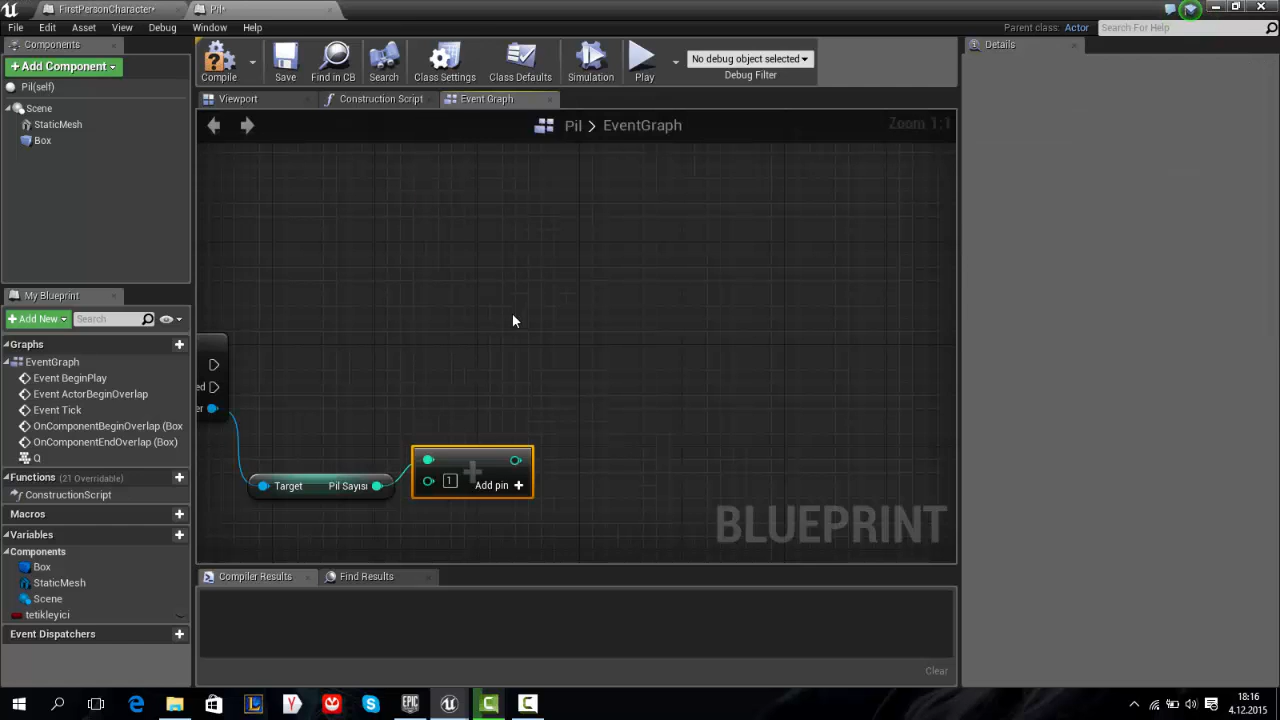 FirstPersonCharacter*
Pil*
File Edit Asset View Debug Window Help
Parent class: Actor
Search For Help
Components
+ Add Component
Pil(self)
Scene
StaticMesh
Box
Compile
Save
Find in CB
Search
Class Settings
Class Defaults
Simulation
Play
No debug object selected
Debug Filter
Details
Viewport
Construction Script
Event Graph
Pil > EventGraph
Zoom 1:1
My Blueprint
+ Add New
Search
Graphs
EventGraph
Event BeginPlay
Event ActorBeginOverlap
Event Tick
OnComponentBeginOverlap (Box
OnComponentEndOverlap (Box)
Q
Functions (21 Overridable)
ConstructionScript
Macros
Variables
Components
Box
StaticMesh
Scene
tetikleyici
Event Dispatchers
ed
er
Target Pil Sayısı
1
Add pin +
BLUEPRINT
Compiler Results
Find Results
Clear
18:16
4.12.2015